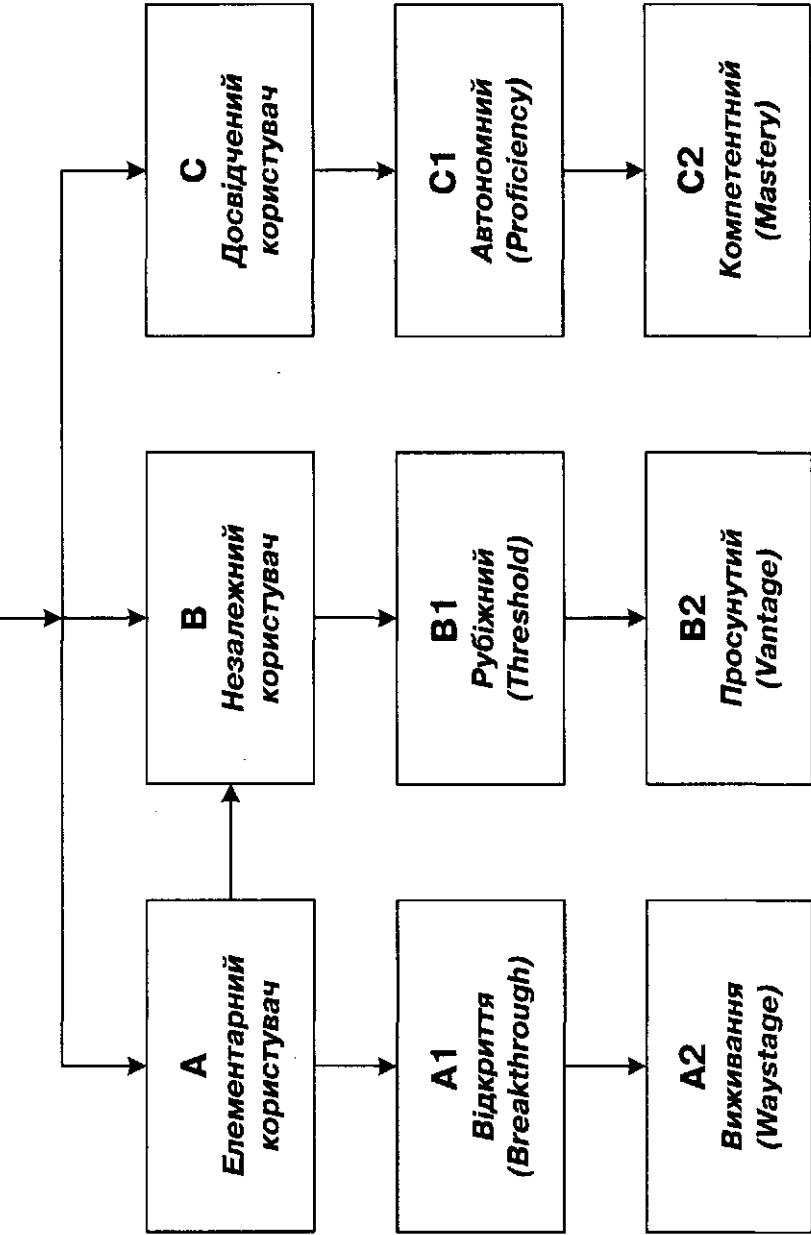 A
Елементарний
користувач
B
Незалежний
користувач
C
Досвідчений
користувач
A1
Відкриття
(Breakthrough)
B1
Рубіжний
(Threshold)
C1
Автономний
(Proficiency)
A2
Виживання
(Waystage)
B2
Просунутий
(Vantage)
C2
Компетентний
(Mastery)